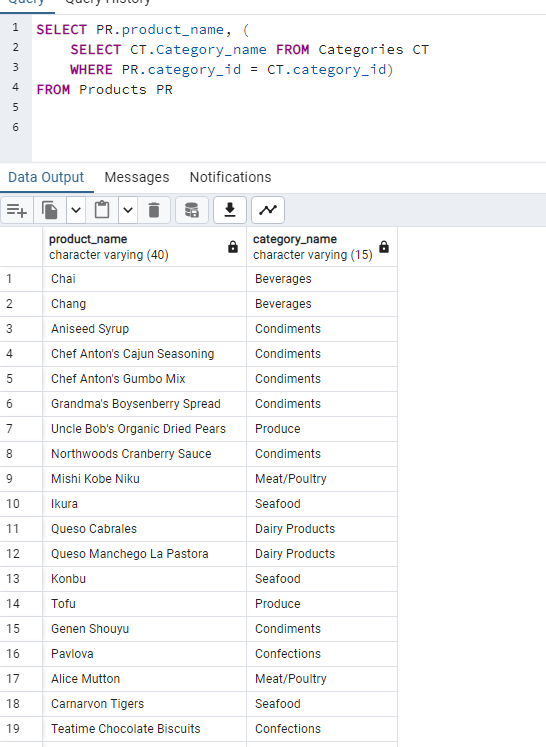 Query Query History
1 SELECT PR.product_name, (
2 SELECT CT.Category_name FROM Categories CT
3 WHERE PR.category_id = CT.category_id)
4 FROM Products PR
5
6
Data Output Messages Notifications
product_name category_name
character varying (40) character varying (15)
1 Chai Beverages
2 Chang Beverages
3 Aniseed Syrup Condiments
4 Chef Anton's Cajun Seasoning Condiments
5 Chef Anton's Gumbo Mix Condiments
6 Grandma's Boysenberry Spread Condiments
7 Uncle Bob's Organic Dried Pears Produce
8 Northwoods Cranberry Sauce Condiments
9 Mishi Kobe Niku Meat/Poultry
10 Ikura Seafood
11 Queso Cabrales Dairy Products
12 Queso Manchego La Pastora Dairy Products
13 Konbu Seafood
14 Tofu Produce
15 Genen Shouyu Condiments
16 Pavlova Confections
17 Alice Mutton Meat/Poultry
18 Carnarvon Tigers Seafood
19 Teatime Chocolate Biscuits Confections